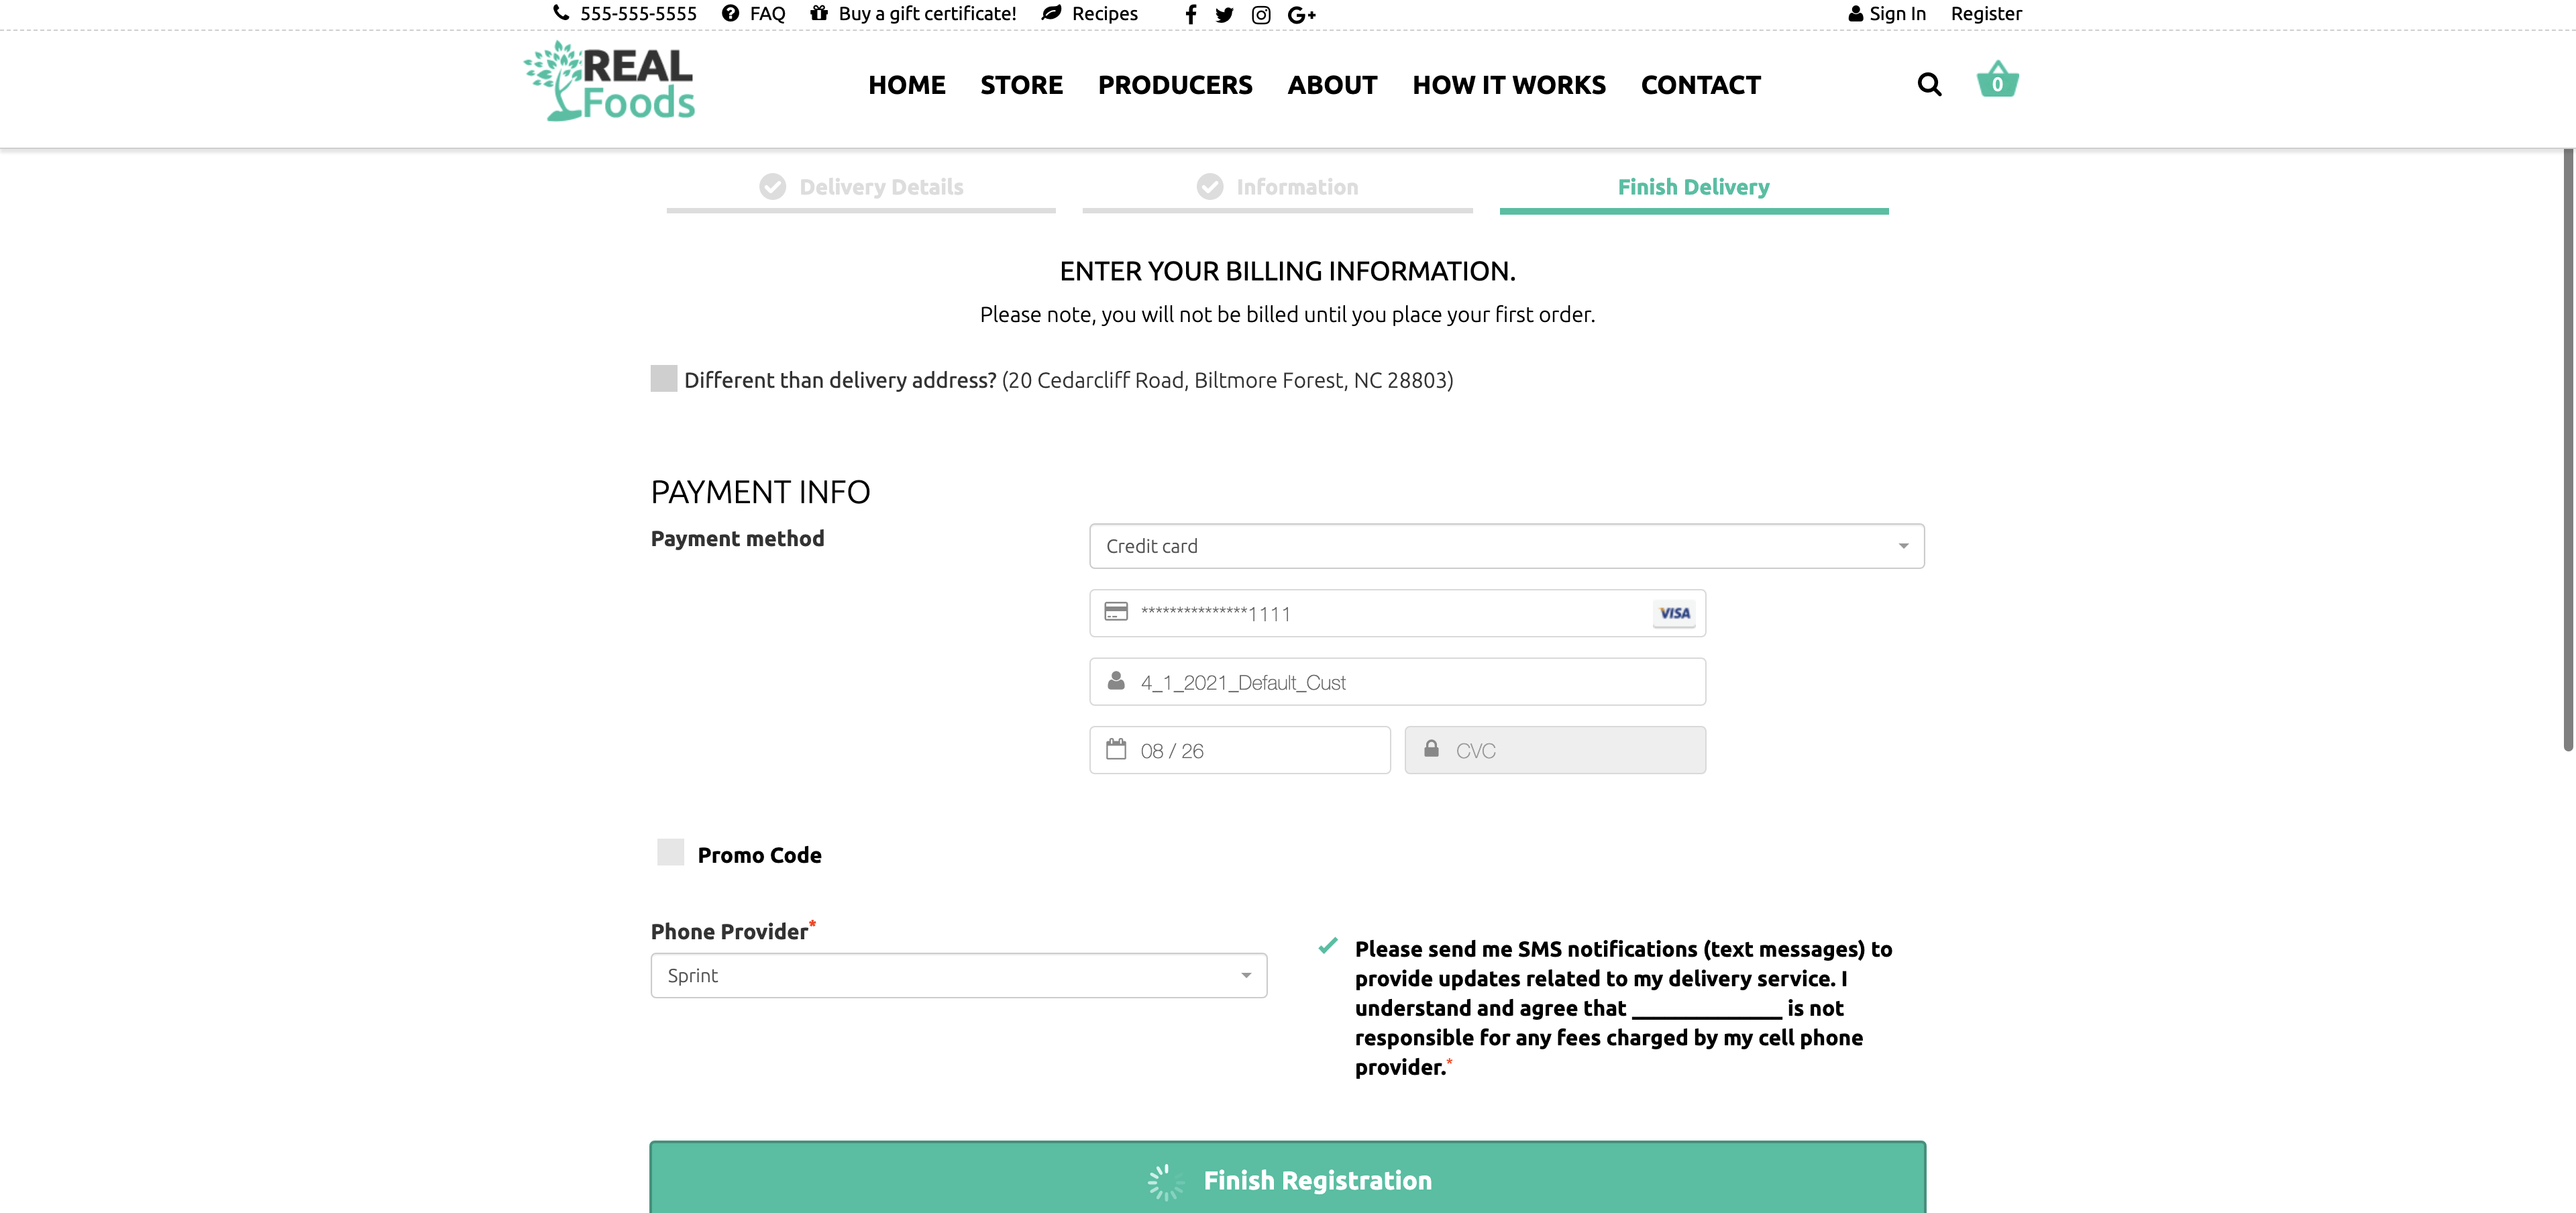 555-555-5555 FAQ Buy a gift certificate! Recipes Sign In Register
REAL
Foods
HOME STORE PRODUCERS ABOUT HOW IT WORKS CONTACT 0
Delivery Details Information Finish Delivery
ENTER YOUR BILLING INFORMATION.
Please note, you will not be billed until you place your first order.
Different than delivery address? (20 Cedarcliff Road, Biltmore Forest, NC 28803)
PAYMENT INFO
Payment method
Credit card
***************1111 VISA
4_1_2021_Default_Cust
08 / 26 CVC
Promo Code
Phone Provider*
Sprint
Please send me SMS notifications (text messages) to
provide updates related to my delivery service. I
understand and agree that ______________ is not
responsible for any fees charged by my cell phone
provider.*
Finish Registration